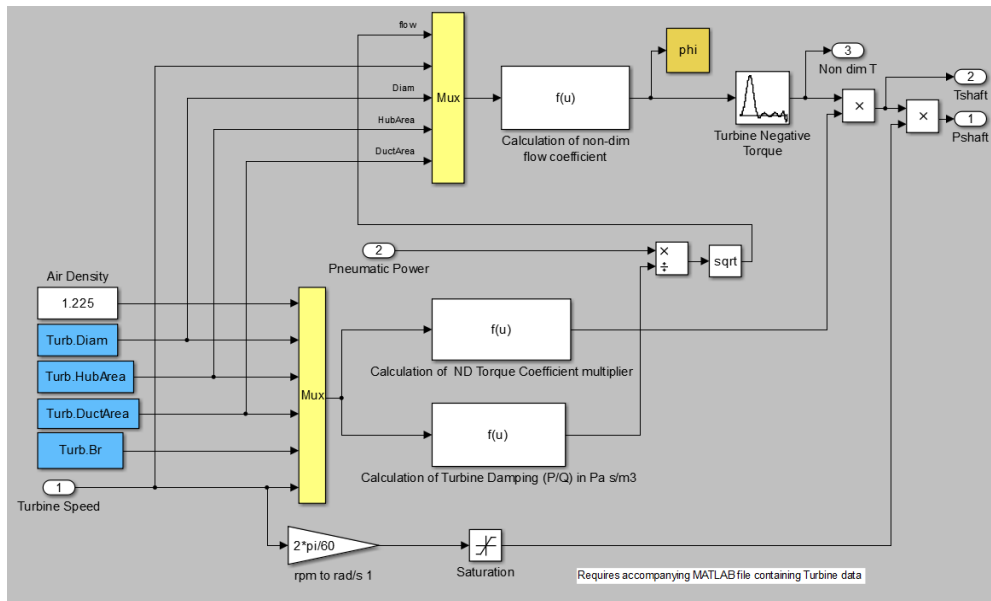 flow
Diam
HubArea
DuctArea
Mux
f(u)
Calculation of non-dim
flow coefficient
phi
Turbine Negative
Torque
3
Non dim T
×
2
Tshaft
×
1
Pshaft
2
Pneumatic Power
×
÷
sqrt
Air Density
1.225
Turb.Diam
Turb.HubArea
Turb.DuctArea
Turb.Br
1
Turbine Speed
Mux
f(u)
Calculation of ND Torque Coefficient multiplier
f(u)
Calculation of Turbine Damping (P/Q) in Pa s/m3
2*pi/60
rpm to rad/s 1
Saturation
Requires accompanying MATLAB file containing Turbine data